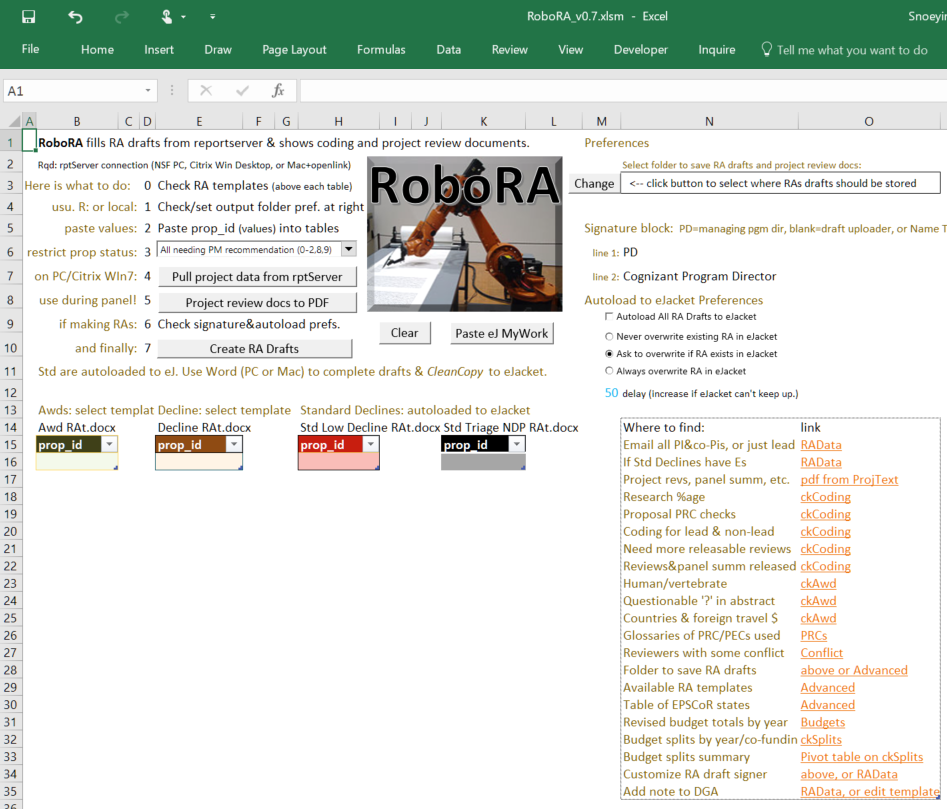 RoboRA_v0.7.xlsm - Excel
Snoeyin
File Home Insert Draw Page Layout Formulas Data Review View Developer Inquire Tell me what you want to do
A1 fx
A B C D E F G H I J K L M N O
1 RoboRA fills RA drafts from reportserver & shows coding and project review documents. Preferences
2 Rqd: rptServer connection (NSF PC, Citrix Win Desktop, or Mac+openlink) Select folder to save RA drafts and project review docs:
RoboRA
3 Here is what to do: 0 Check RA templates (above each table) Change <-- click button to select where RAs drafts should be stored
4 usu. R: or local: 1 Check/set output folder pref. at right
5 paste values: 2 Paste prop_id (values) into tables Signature block: PD=managing pgm dir, blank=draft uploader, or Name T
6 restrict prop status: 3 All needing PM recommendation (0-2,8,9) line 1: PD
7 on PC/Citrix WIn7: 4 Pull project data from rptServer line 2: Cognizant Program Director
8 use during panel! 5 Project review docs to PDF Autoload to eJacket Preferences
Autoload All RA Drafts to eJacket
9 if making RAs: 6 Check signature&autoload prefs. Clear Paste eJ MyWork
Never overwrite existing RA in eJacket
10 and finally: 7 Create RA Drafts Ask to overwrite if RA exists in eJacket
11 Std are autoloaded to eJ. Use Word (PC or Mac) to complete drafts & CleanCopy to eJacket. Always overwrite RA in eJacket
12 50 delay (increase if eJacket can't keep up.)
13 Awds: select templat Decline: select template Standard Declines: autoloaded to eJacket
14 Awd RAt.docx Decline RAt.docx Std Low Decline RAt.docx Std Triage NDP RAt.docx Where to find: link
15 prop_id prop_id prop_id prop_id Email all PI&co-Pis, or just lead RAData
16 If Std Declines have Es RAData
17 Project revs, panel summ, etc. pdf from ProjText
18 Research %age ckCoding
19 Proposal PRC checks ckCoding
20 Coding for lead & non-lead ckCoding
21 Need more releasable reviews ckCoding
22 Reviews&panel summ released ckCoding
23 Human/vertebrate ckAwd
24 Questionable '?' in abstract ckAwd
25 Countries & foreign travel $ ckAwd
26 Glossaries of PRC/PECs used PRCs
27 Reviewers with some conflict Conflict
28 Folder to save RA drafts above or Advanced
29 Available RA templates Advanced
30 Table of EPSCoR states Advanced
31 Revised budget totals by year Budgets
32 Budget splits by year/co-fundin ckSplits
33 Budget splits summary Pivot table on ckSplits
34 Customize RA draft signer above, or RAData
35 Add note to DGA RAData, or edit template
36